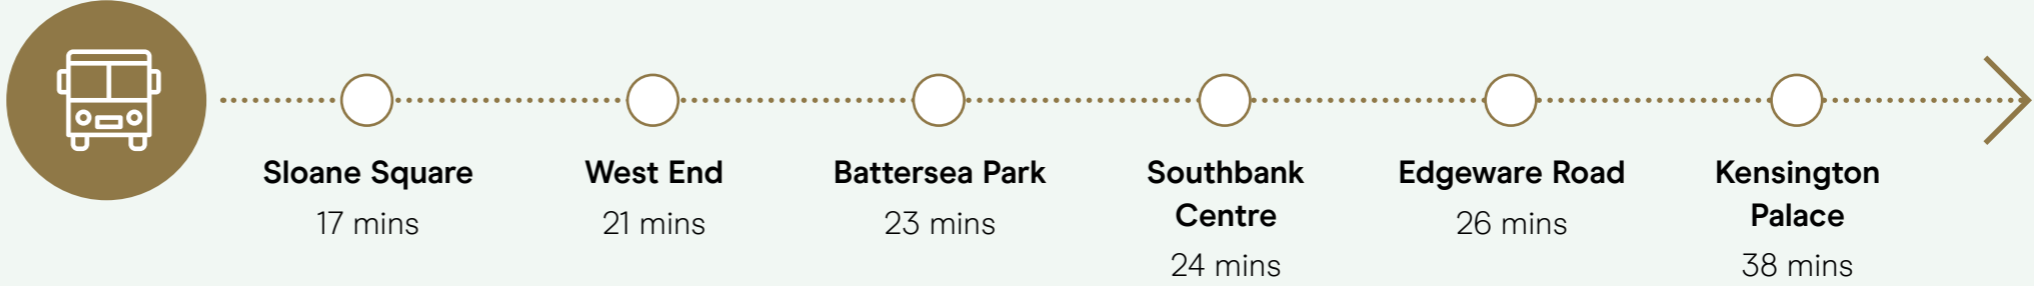 Sloane Square
17 mins
West End
21 mins
Battersea Park
23 mins
Southbank
Centre
24 mins
Edgeware Road
26 mins
Kensington
Palace
38 mins